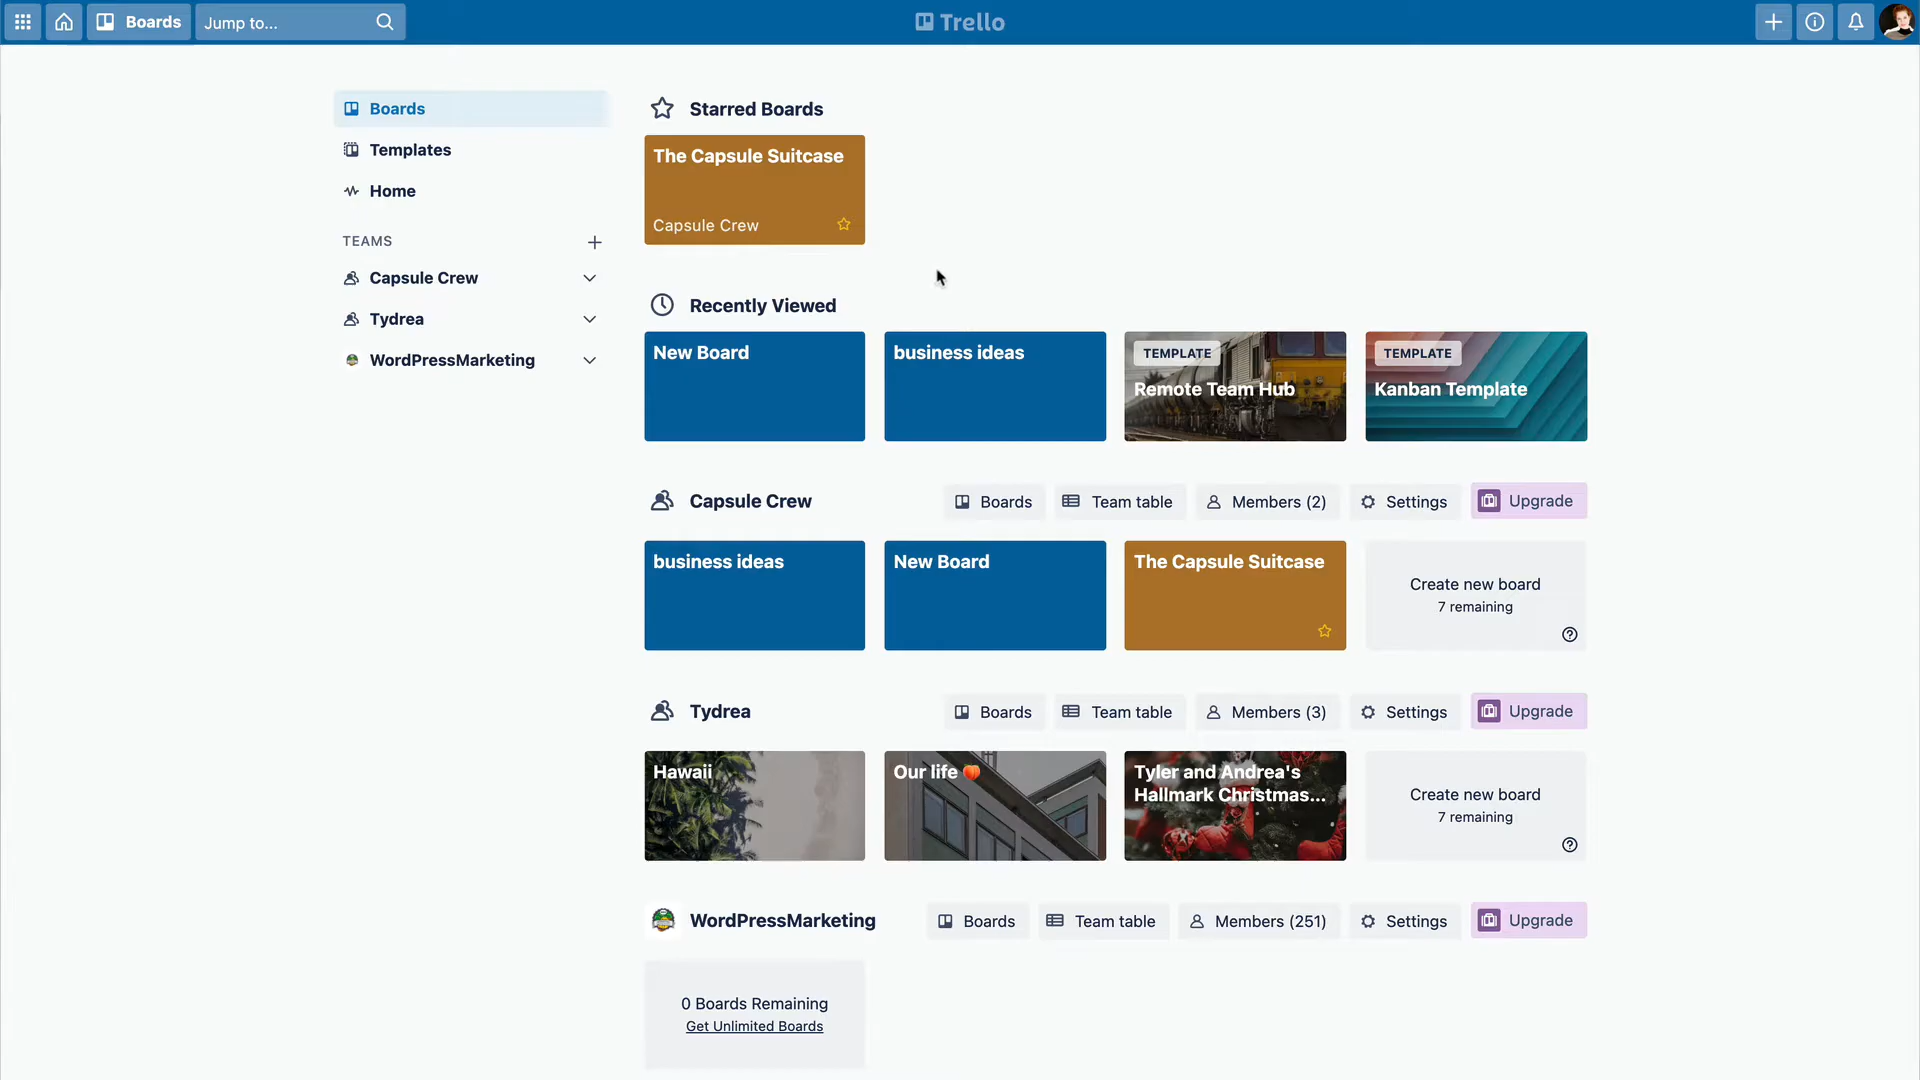 Boards
Jump to...
Trello
Boards
Templates
Home
TEAMS
Capsule Crew
Tydrea
WordPressMarketing
Starred Boards
The Capsule Suitcase
Capsule Crew
Recently Viewed
New Board
business ideas
TEMPLATE
Remote Team Hub
TEMPLATE
Kanban Template
Capsule Crew
Boards
Team table
Members (2)
Settings
Upgrade
business ideas
New Board
The Capsule Suitcase
Create new board
7 remaining
Tydrea
Boards
Team table
Members (3)
Settings
Upgrade
Hawaii
Our life 🍑
Tyler and Andrea's
Hallmark Christmas...
Create new board
7 remaining
WordPressMarketing
Boards
Team table
Members (251)
Settings
Upgrade
0 Boards Remaining
Get Unlimited Boards